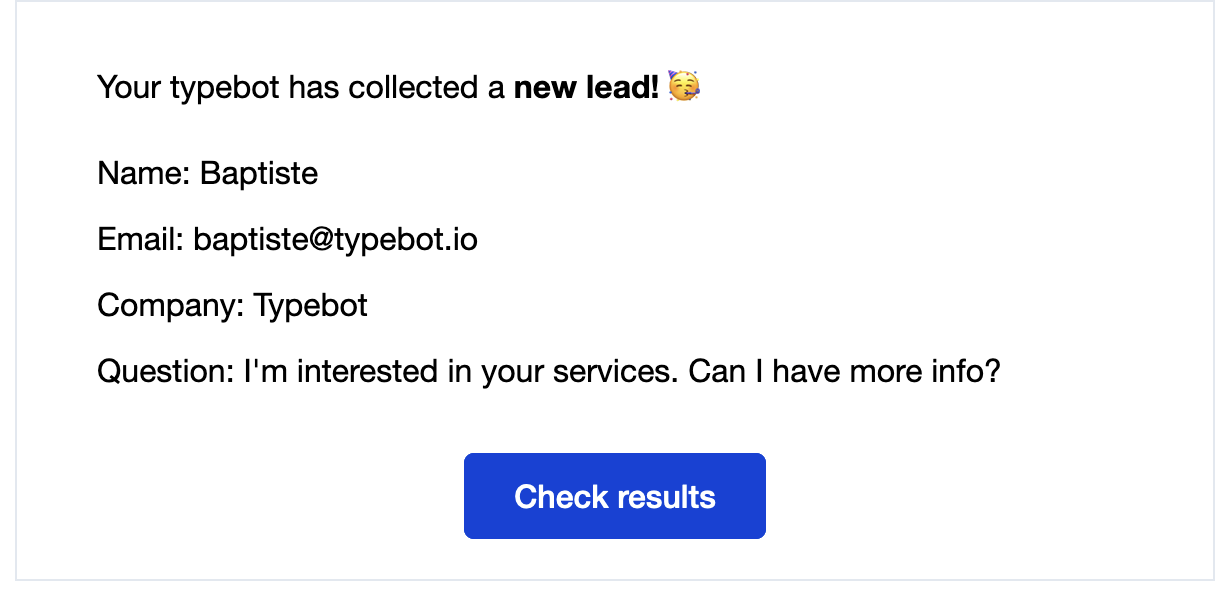 Your typebot has collected a new lead! 🥳
Name: Baptiste
Email: baptiste@typebot.io
Company: Typebot
Question: I'm interested in your services. Can I have more info?
Check results